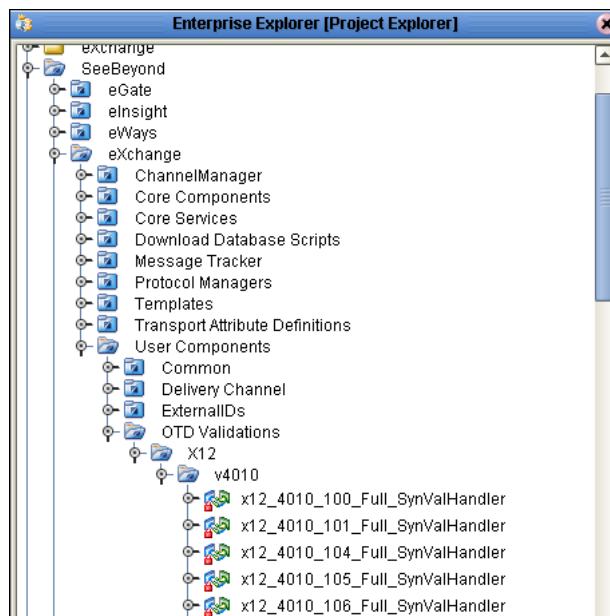 Enterprise Explorer [Project Explorer]
eXchange
SeeBeyond
eGate
eInsight
eWays
eXchange
ChannelManager
Core Components
Core Services
Download Database Scripts
Message Tracker
Protocol Managers
Templates
Transport Attribute Definitions
User Components
Common
Delivery Channel
ExternalIDs
OTD Validations
X12
v4010
x12_4010_100_Full_SynValHandler
x12_4010_101_Full_SynValHandler
x12_4010_104_Full_SynValHandler
x12_4010_105_Full_SynValHandler
x12_4010_106_Full_SynValHandler